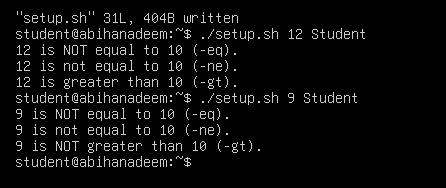 "setup.sh" 31L, 404B written
student@abihanadeem:~$ ./setup.sh 12 Student
12 is NOT equal to 10 (-eq).
12 is not equal to 10 (-ne).
12 is greater than 10 (-gt).
student@abihanadeem:~$ ./setup.sh 9 Student
9 is NOT equal to 10 (-eq).
9 is not equal to 10 (-ne).
9 is NOT greater than 10 (-gt).
student@abihanadeem:~$